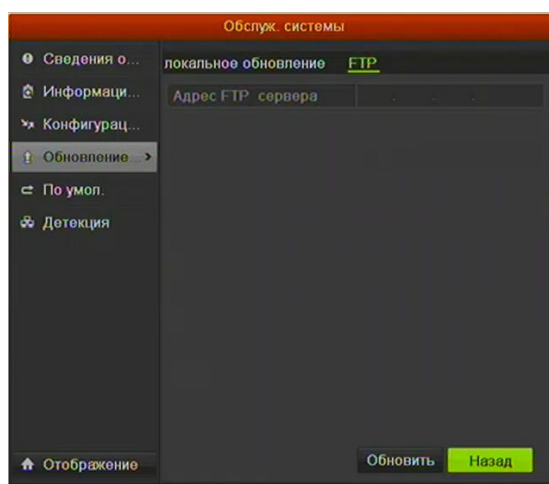 Обслуж. системы
Сведения о...
Информаци...
Конфигурац...
Обновление... >
По умол.
Детекция
Отображение
локальное обновление FTP
Адрес FTP сервера . . .
Обновить Назад